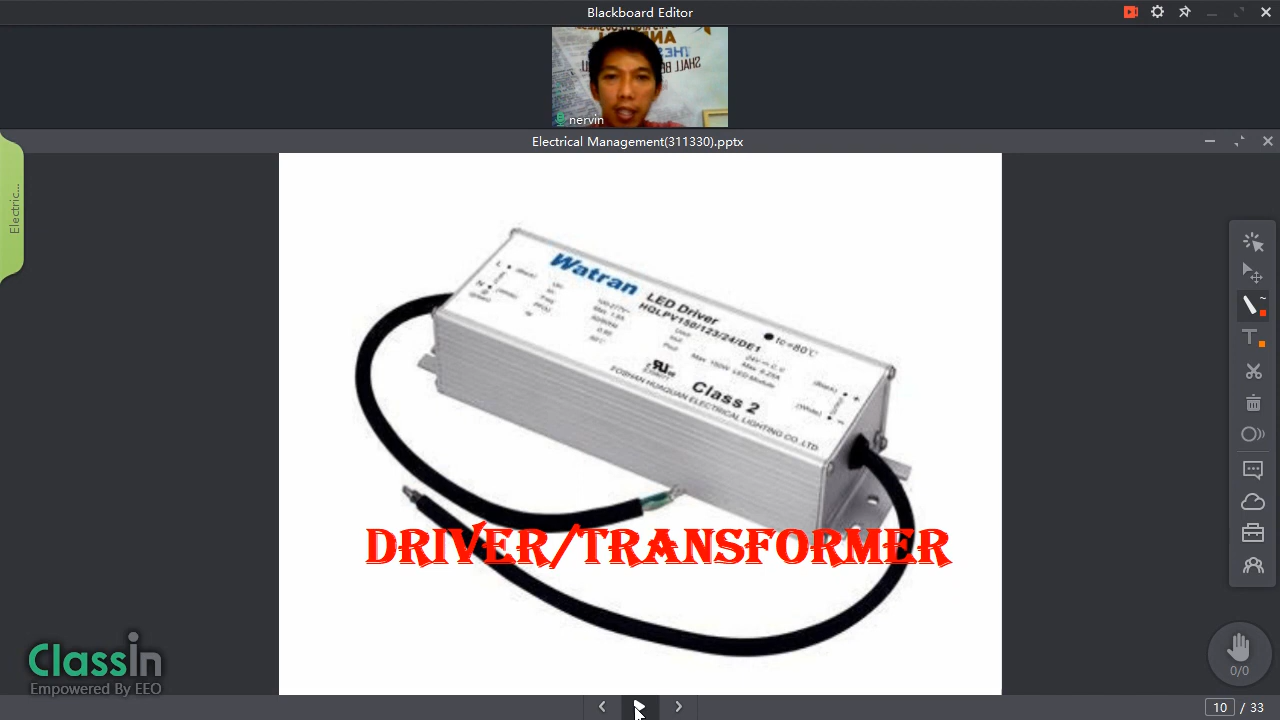 Blackboard Editor
nervin
Electrical Management(311330).pptx
Electric...
Watran
LED Driver
HQLPV150/123/24/DE1
tc=80℃
L
N
Class 2
FOSHAN HUAQUAN ELECTRICAL LIGHTING CO.,LTD
DRIVER/TRANSFORMER
ClassIn
Empowered By EEO
0/0
10 / 33